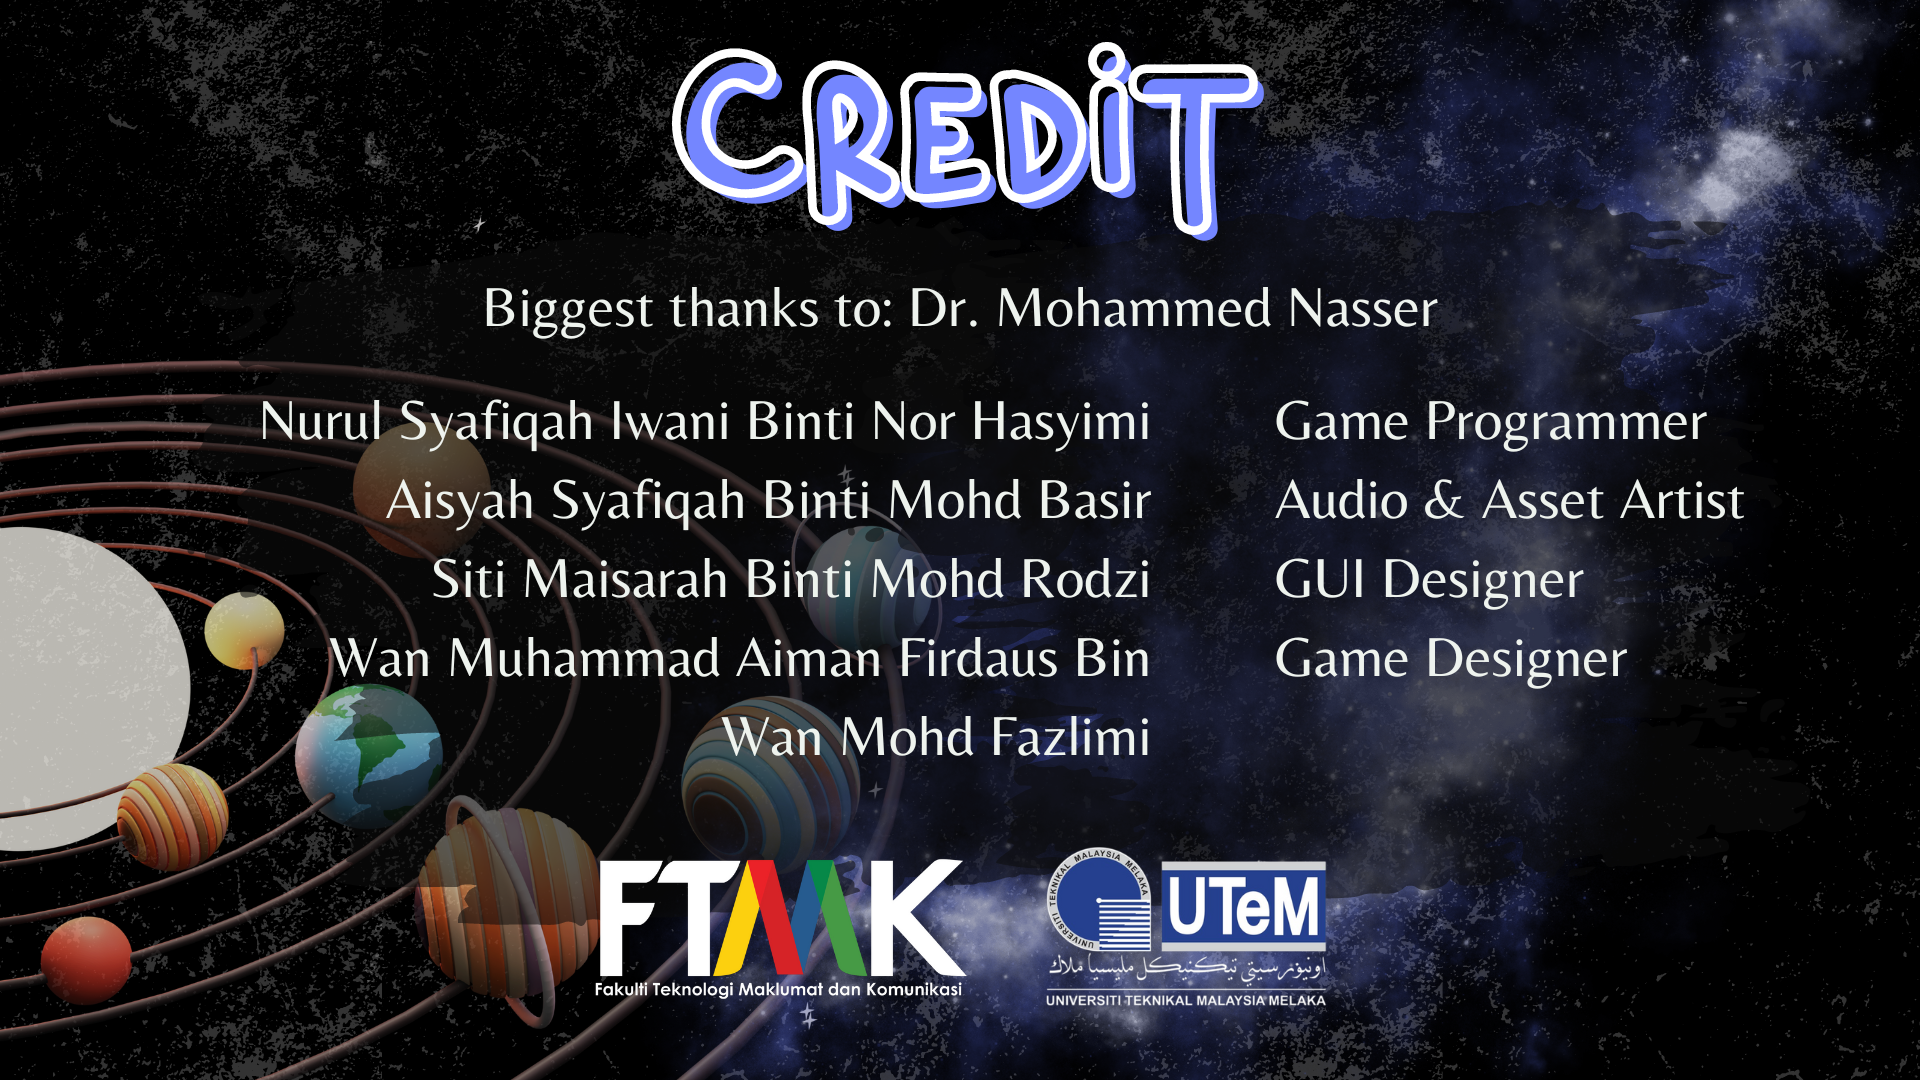 CREDIT
Biggest thanks to: Dr. Mohammed Nasser
Nurul Syafiqah Iwani Binti Nor Hasyimi Game Programmer
Aisyah Syafiqah Binti Mohd Basir Audio & Asset Artist
Siti Maisarah Binti Mohd Rodzi GUI Designer
Wan Muhammad Aiman Firdaus Bin Game Designer
Wan Mohd Fazlimi
FTMK
Fakulti Teknologi Maklumat dan Komunikasi
UNIVERSITI TEKNIKAL MALAYSIA MELAKA
UTeM
اونيۏرسيتي تيكنيكل مليسيا ملاك
UNIVERSITI TEKNIKAL MALAYSIA MELAKA